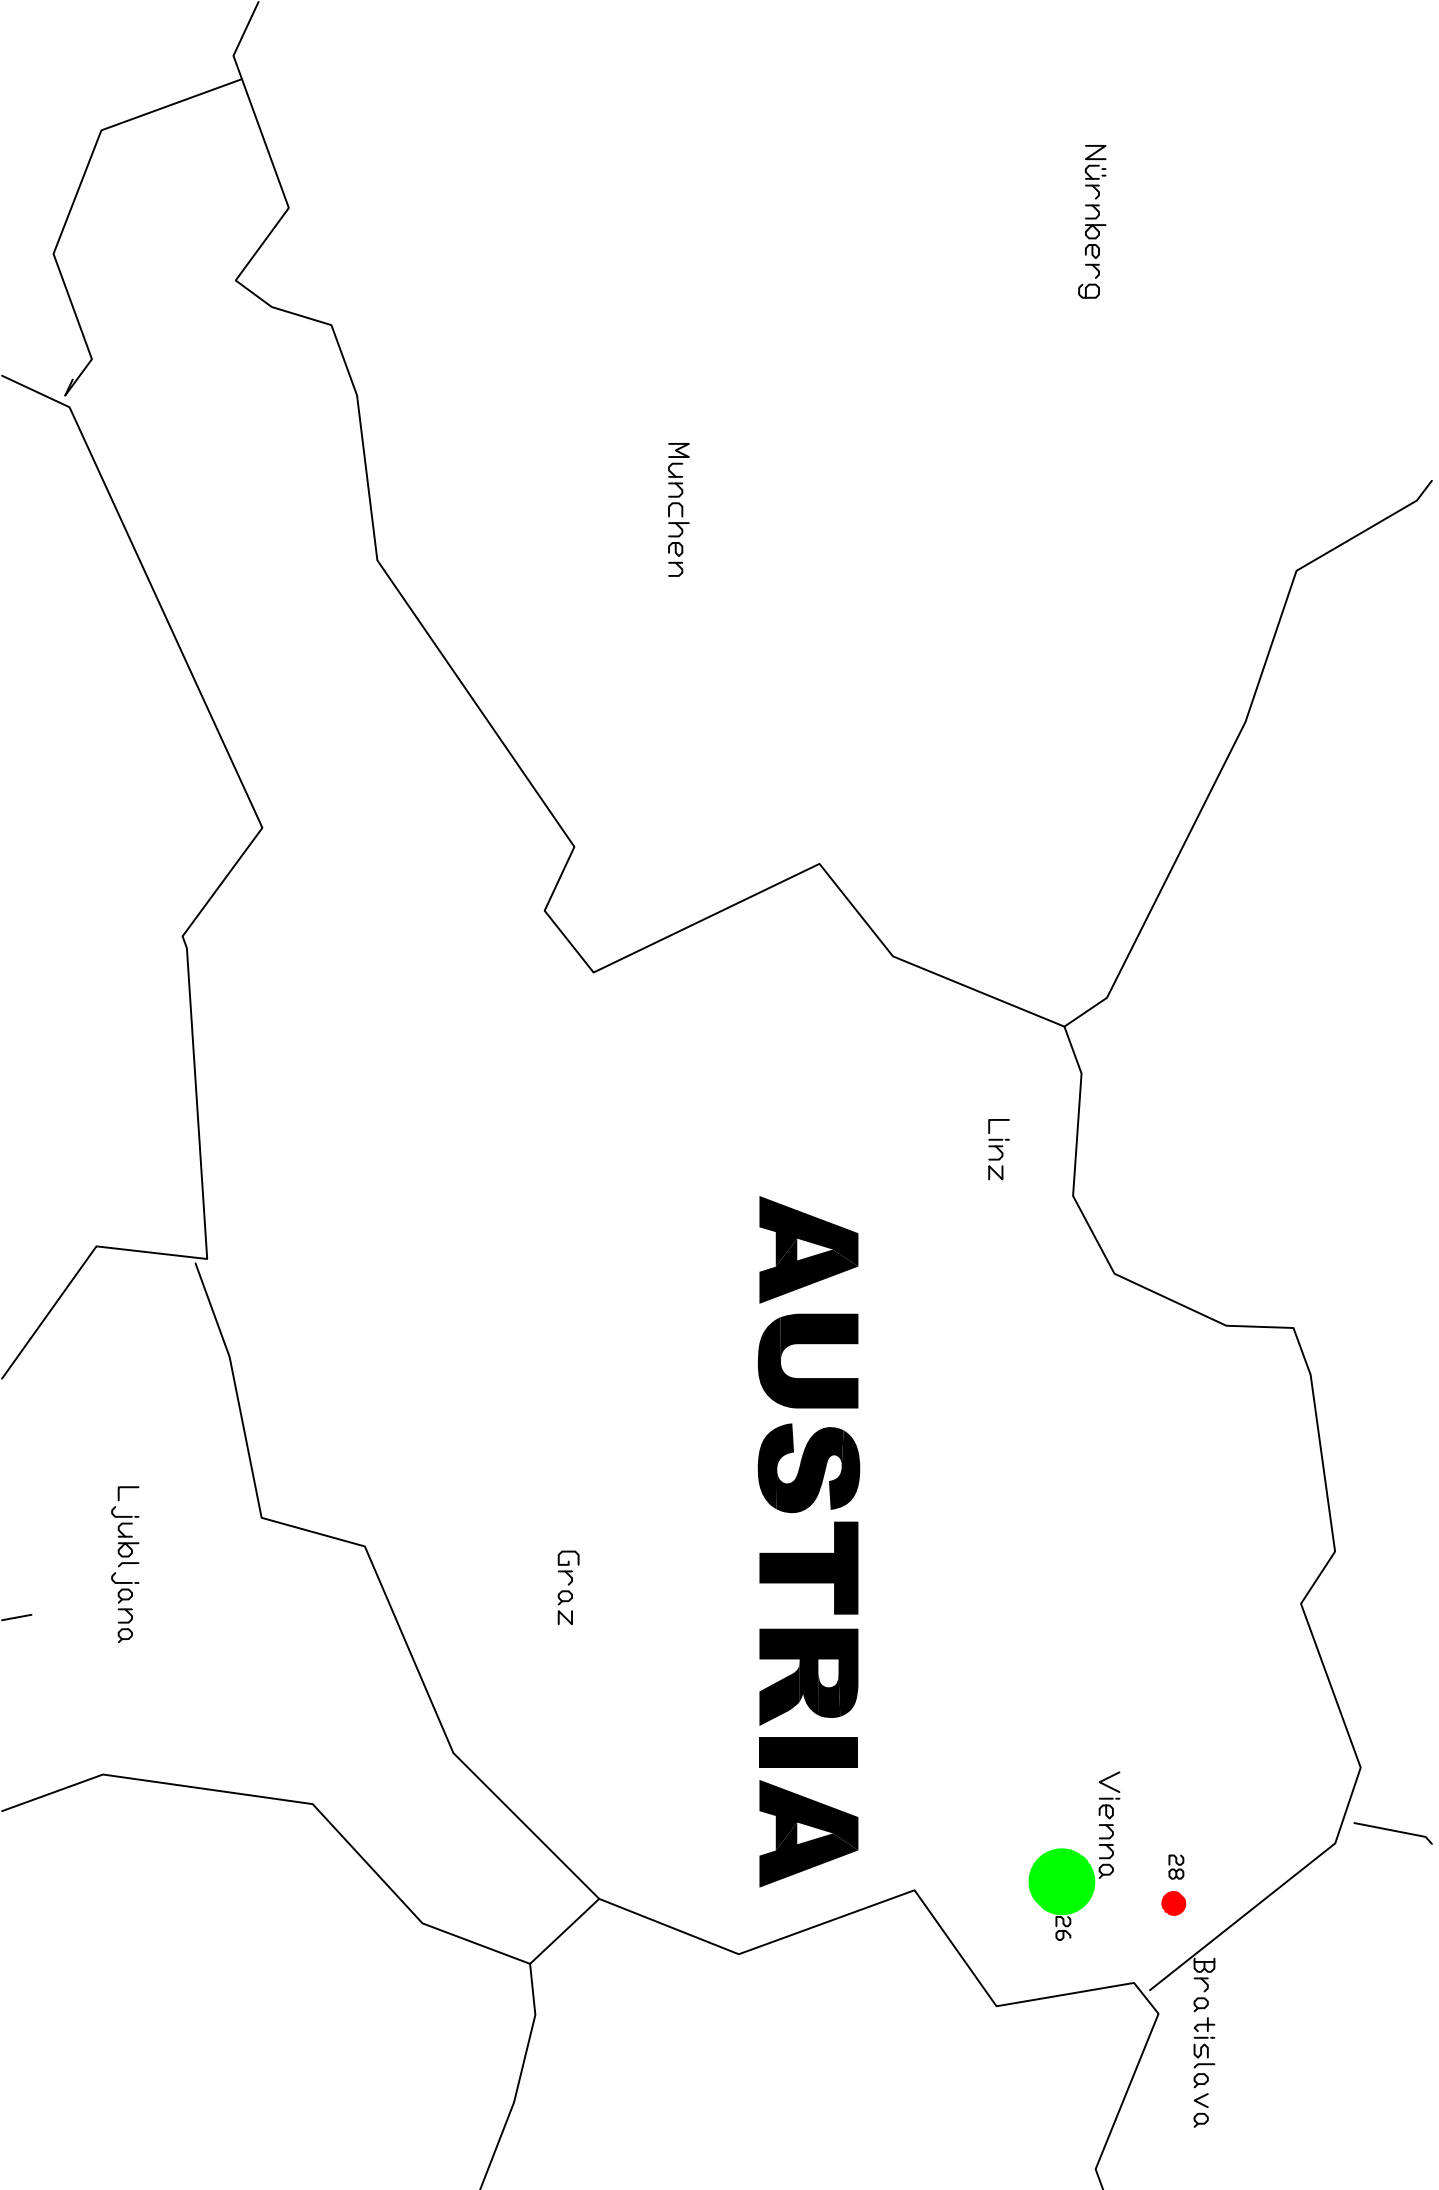 Bratislava
28
Vienna
Nürnberg
26
Linz
AUSTRIA
Munchen
Graz
Ljubljana